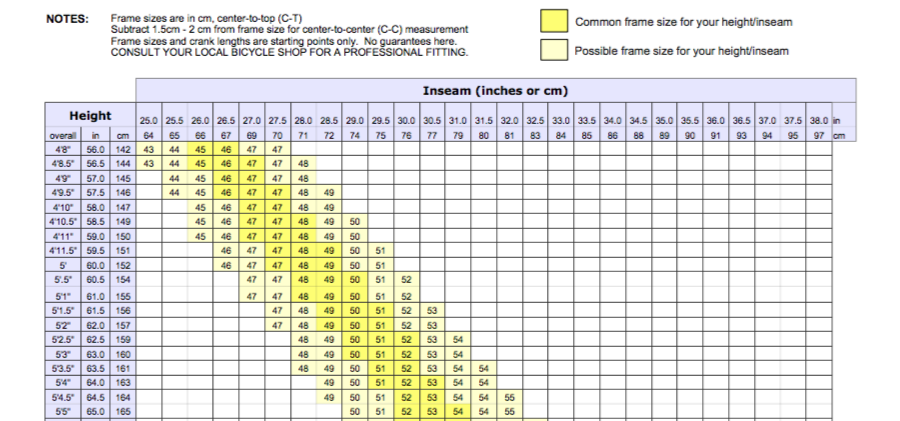 NOTES: Frame sizes are in cm, center-to-top (C-T)
Subtract 1.5cm - 2 cm from frame size for center-to-center (C-C) measurement
Frame sizes and crank lengths are starting points only. No guarantees here.
CONSULT YOUR LOCAL BICYCLE SHOP FOR A PROFESSIONAL FITTING.
Common frame size for your height/inseam
Possible frame size for your height/inseam
Inseam (inches or cm)
Height 25.0 25.5 26.0 26.5 27.0 27.5 28.0 28.5 29.0 29.5 30.0 30.5 31.0 31.5 32.0 32.5 33.0 33.5 34.0 34.5 35.0 35.5 36.0 36.5 37.0 37.5 38.0 in
overall in cm 64 65 66 67 69 70 71 72 74 75 76 77 79 80 81 83 84 85 86 88 89 90 91 93 94 95 97 cm
4'8" 56.0 142 43 44 45 46 47 47
4'8.5" 56.5 144 43 44 45 46 47 47 48
4'9" 57.0 145 44 45 46 47 47 48
4'9.5" 57.5 146 44 45 46 47 47 48 49
4'10" 58.0 147 45 46 47 47 48 49
4'10.5" 58.5 149 45 46 47 47 48 49 50
4'11" 59.0 150 45 46 47 47 48 49 50
4'11.5" 59.5 151 46 47 47 48 49 50 51
5' 60.0 152 46 47 47 48 49 50 51
5'.5" 60.5 154 47 47 48 49 50 51 52
5'1" 61.0 155 47 47 48 49 50 51 52
5'1.5" 61.5 156 47 48 49 50 51 52 53
5'2" 62.0 157 47 48 49 50 51 52 53
5'2.5" 62.5 159 48 49 50 51 52 53 54
5'3" 63.0 160 48 49 50 51 52 53 54
5'3.5" 63.5 161 48 49 50 51 52 53 54 54
5'4" 64.0 163 49 50 51 52 53 54 54
5'4.5" 64.5 164 49 50 51 52 53 54 54 55
5'5" 65.0 165 50 51 52 53 54 54 55